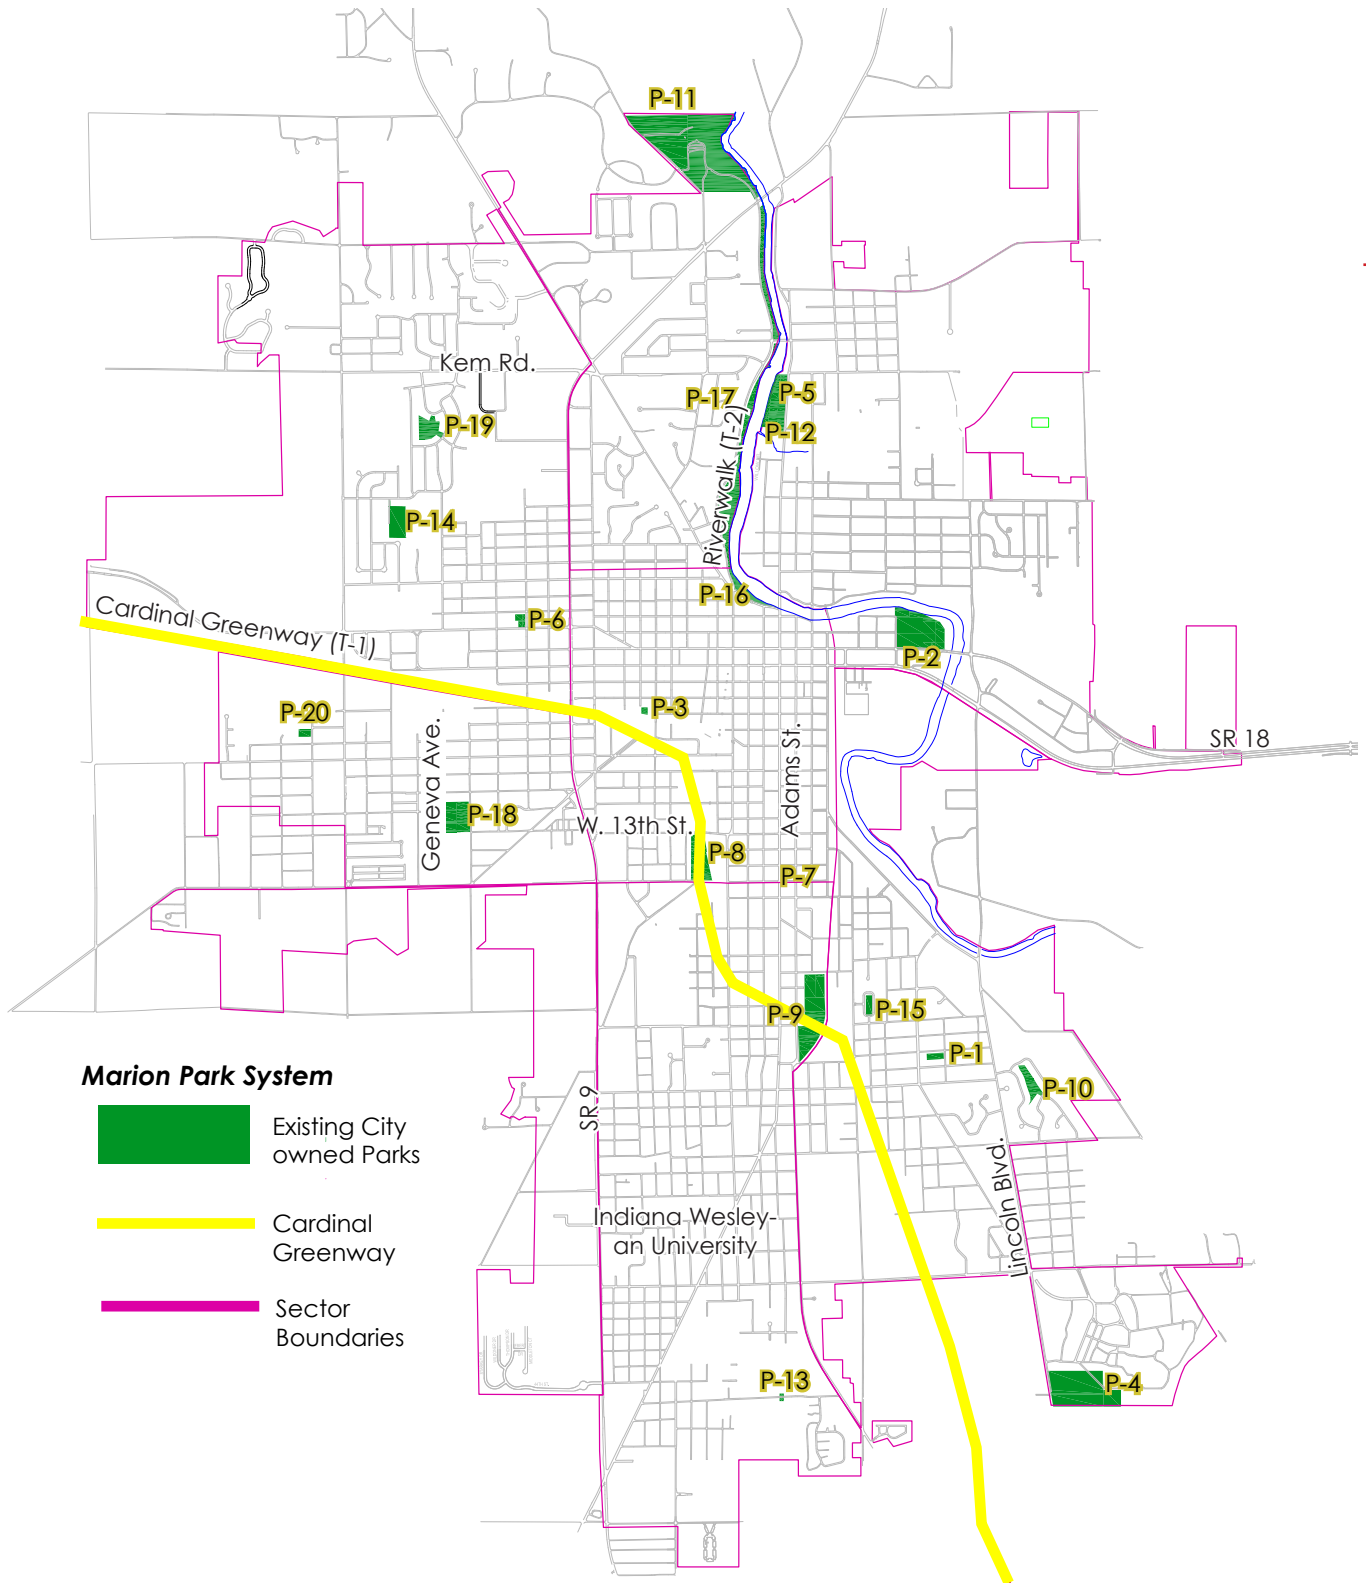 P-11
Kem Rd.
P-17
P-5
P-19
P-12
Riverwalk (T-2)
P-14
P-16
Cardinal Greenway (T-1)
P-6
P-2
P-3
P-20
SR 18
Geneva Ave.
Adams St.
P-18
W. 13th St.
P-8
P-7
P-9
P-15
P-1
P-10
Marion Park System
Existing City
owned Parks
SR 9
Cardinal
Greenway
Indiana Wesley-
an University
Lincoln Blvd.
Sector
Boundaries
P-13
P-4